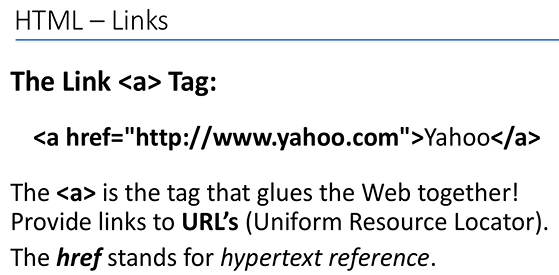 HTML – Links
The Link <a> Tag:
<a href="http://www.yahoo.com">Yahoo</a>
The <a> is the tag that glues the Web together!
Provide links to URL’s (Uniform Resource Locator).
The href stands for hypertext reference.